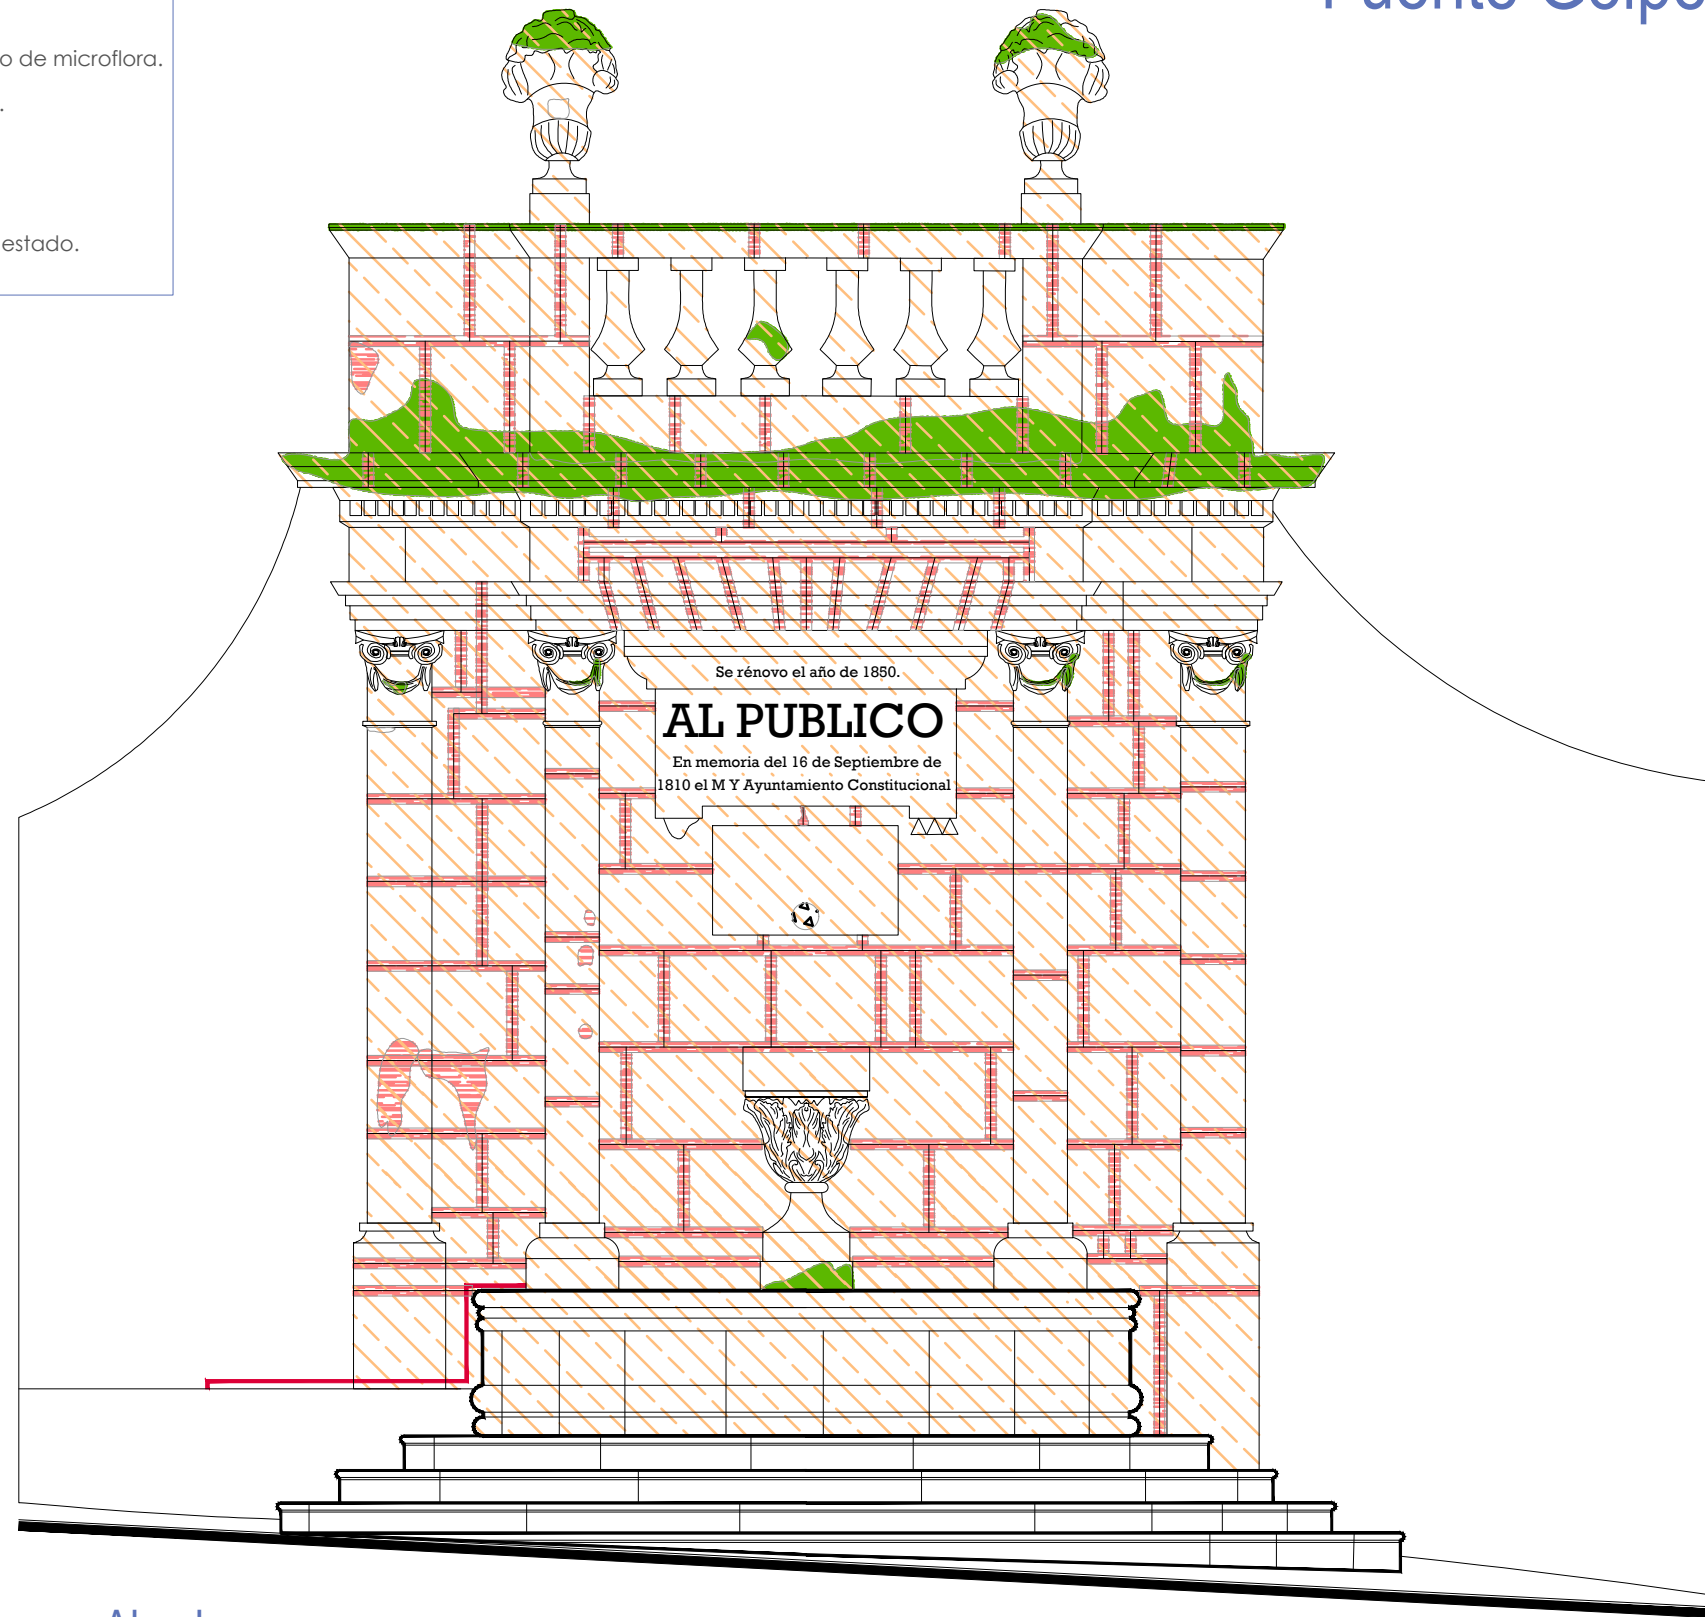 o de microflora.
.
estado.
Se rénovo el año de 1850.
AL PUBLICO
En memoria del 16 de Septiembre de
1810 el M Y Ayuntamiento Constitucional